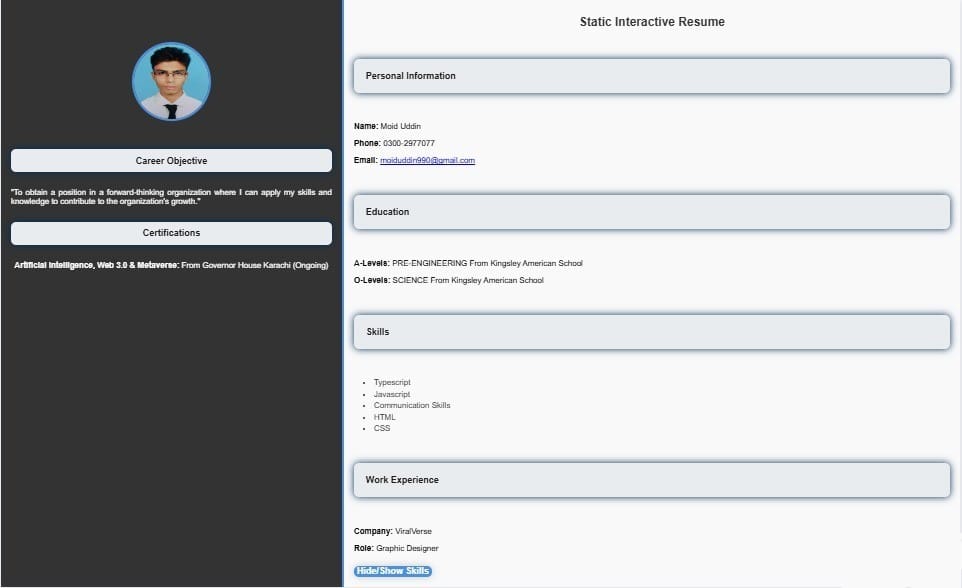 Static Interactive Resume
Career Objective
"To obtain a position in a forward-thinking organization where I can apply my skills and
knowledge to contribute to the organization's growth."
Certifications
Artificial Intelligence, Web 3.0 & Metaverse: From Governor House Karachi (Ongoing)
Personal Information
Name: Moid Uddin
Phone: 0300-2977077
Email: moiduddin990@gmail.com
Education
A-Levels: PRE-ENGINEERING From Kingsley American School
O-Levels: SCIENCE From Kingsley American School
Skills
• Typescript
• Javascript
• Communication Skills
• HTML
• CSS
Work Experience
Company: ViralVerse
Role: Graphic Designer
Hide/Show Skills